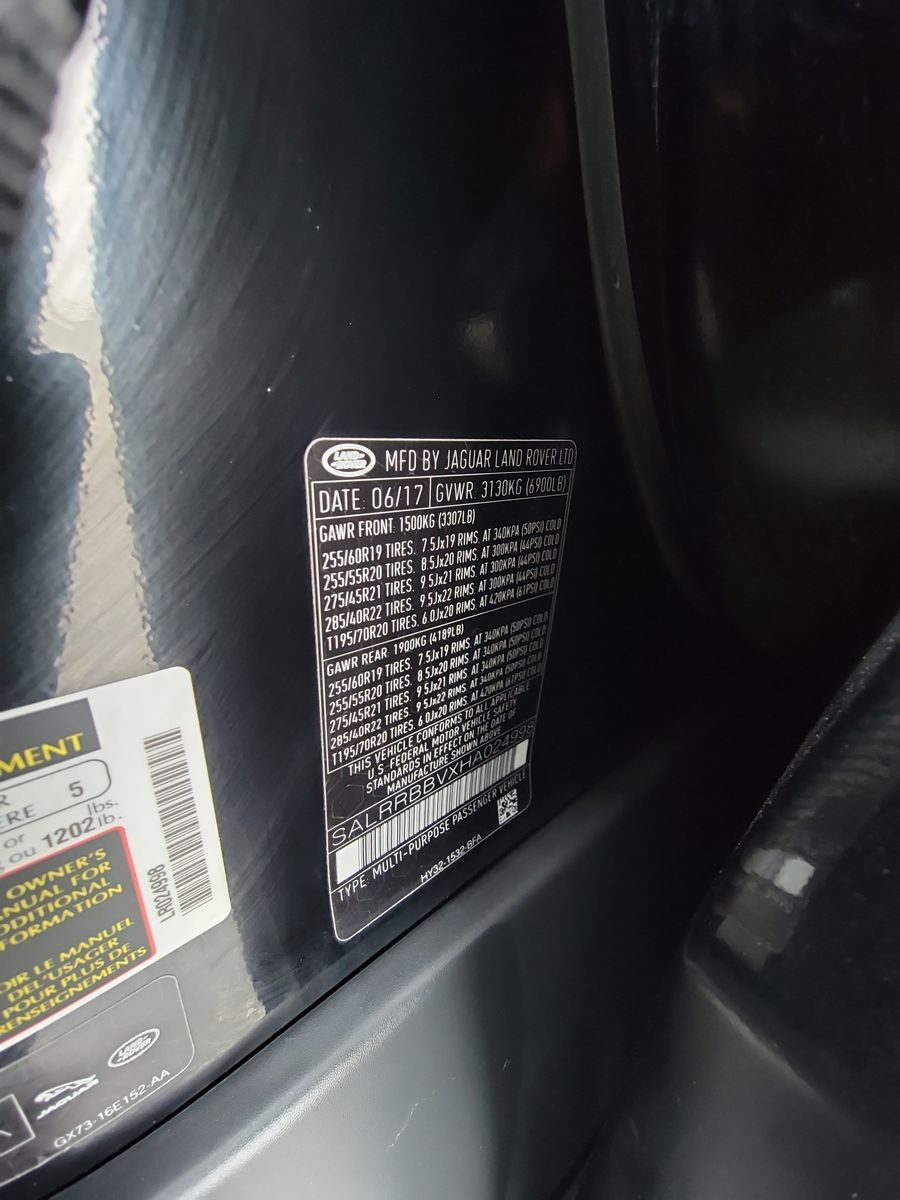 LAND-
-ROVER
MFD BY JAGUAR LAND ROVER LTD
DATE: 06/17 GVWR: 3130KG (6900LB)
GAWR FRONT: 1500KG (3307LB)
255/60R19 TIRES. 7.5Jx19 RIMS. AT 340KPA (50PSI) COLD
255/55R20 TIRES. 8.5Jx20 RIMS. AT 300KPA (44PSI) COLD
275/45R21 TIRES. 9.5Jx21 RIMS. AT 300KPA (44PSI) COLD
285/40R22 TIRES. 9.5Jx22 RIMS. AT 300KPA (44PSI) COLD
T195/70R20 TIRES. 6.0Jx20 RIMS. AT 420KPA (61PSI) COLD
GAWR REAR: 1900KG (4189LB)
255/60R19 TIRES. 7.5Jx19 RIMS. AT 340KPA (50PSI) COLD
255/55R20 TIRES. 8.5Jx20 RIMS. AT 340KPA (50PSI) COLD
275/45R21 TIRES. 9.5Jx21 RIMS. AT 340KPA (50PSI) COLD
285/40R22 TIRES. 9.5Jx22 RIMS. AT 340KPA (50PSI) COLD
T195/70R20 TIRES. 6.0Jx20 RIMS. AT 420KPA (61PSI) COLD
THIS VEHICLE CONFORMS TO ALL APPLICABLE
U.S. FEDERAL MOTOR VEHICLE SAFETY
STANDARDS IN EFFECT ON THE DATE OF
MANUFACTURE SHOWN ABOVE.
SALRRBBVXHA024998
TYPE: MULTI-PURPOSE PASSENGER VEHICLE
HY32-1532-BFA
MENT
R
ERE 5
or lbs.
S ou 1202 lb.
OWNER'S
ANUAL FOR
DDITIONAL
FORMATION
OIR LE MANUEL
DEL'USAGER
POUR PLUS DE
RENSEIGNEMENTS
LR024998
JAGUAR
LAND-
-ROVER
GX73-16E152-AA